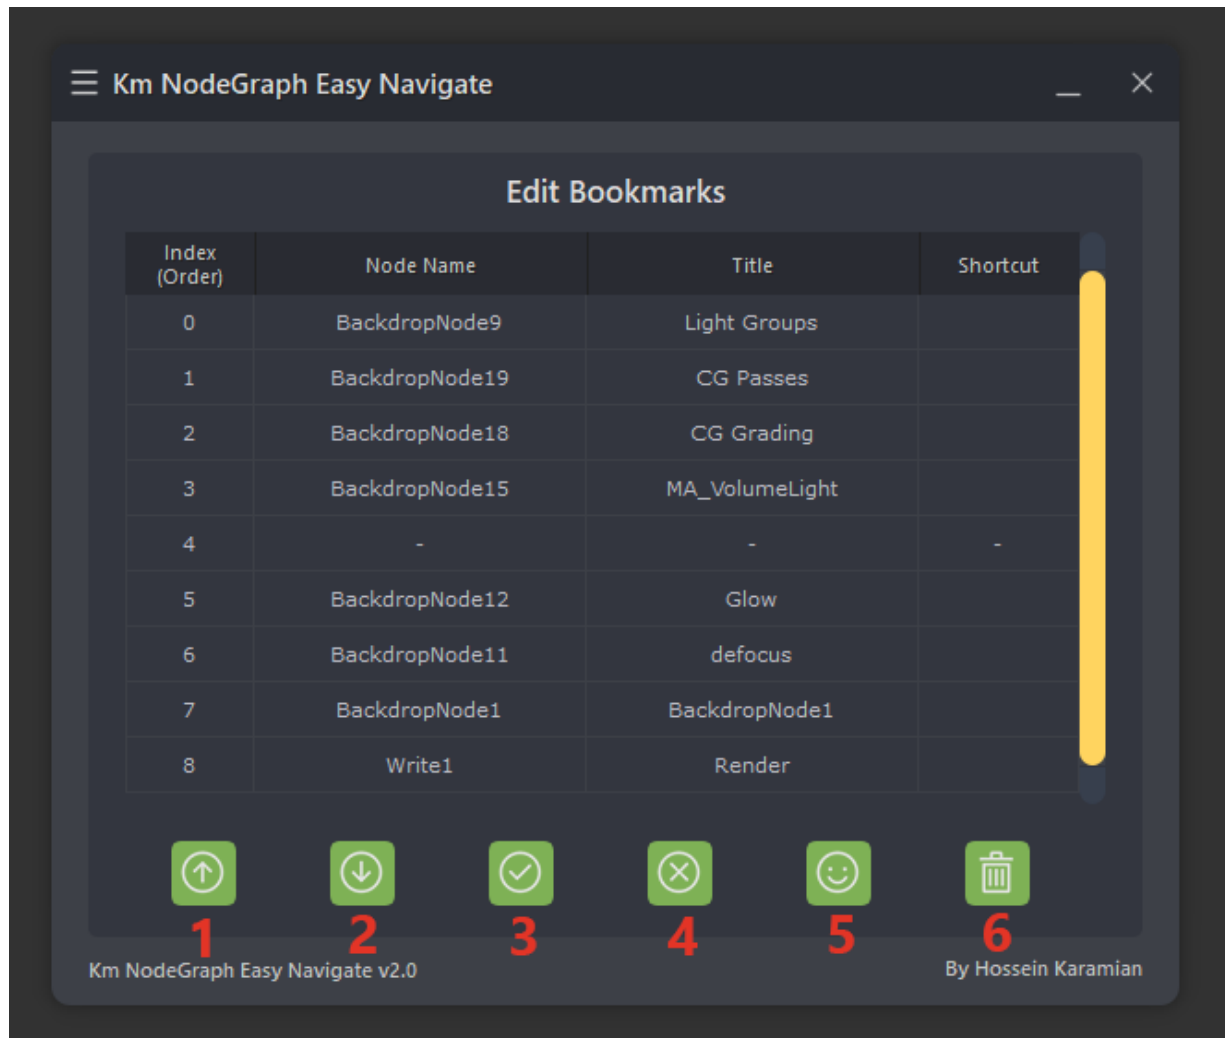 Km NodeGraph Easy Navigate
Edit Bookmarks
Index (Order) Node Name Title Shortcut
0 BackdropNode9 Light Groups
1 BackdropNode19 CG Passes
2 BackdropNode18 CG Grading
3 BackdropNode15 MA_VolumeLight
4 - - -
5 BackdropNode12 Glow
6 BackdropNode11 defocus
7 BackdropNode1 BackdropNode1
8 Write1 Render
1 2 3 4 5 6
Km NodeGraph Easy Navigate v2.0 By Hossein Karamian